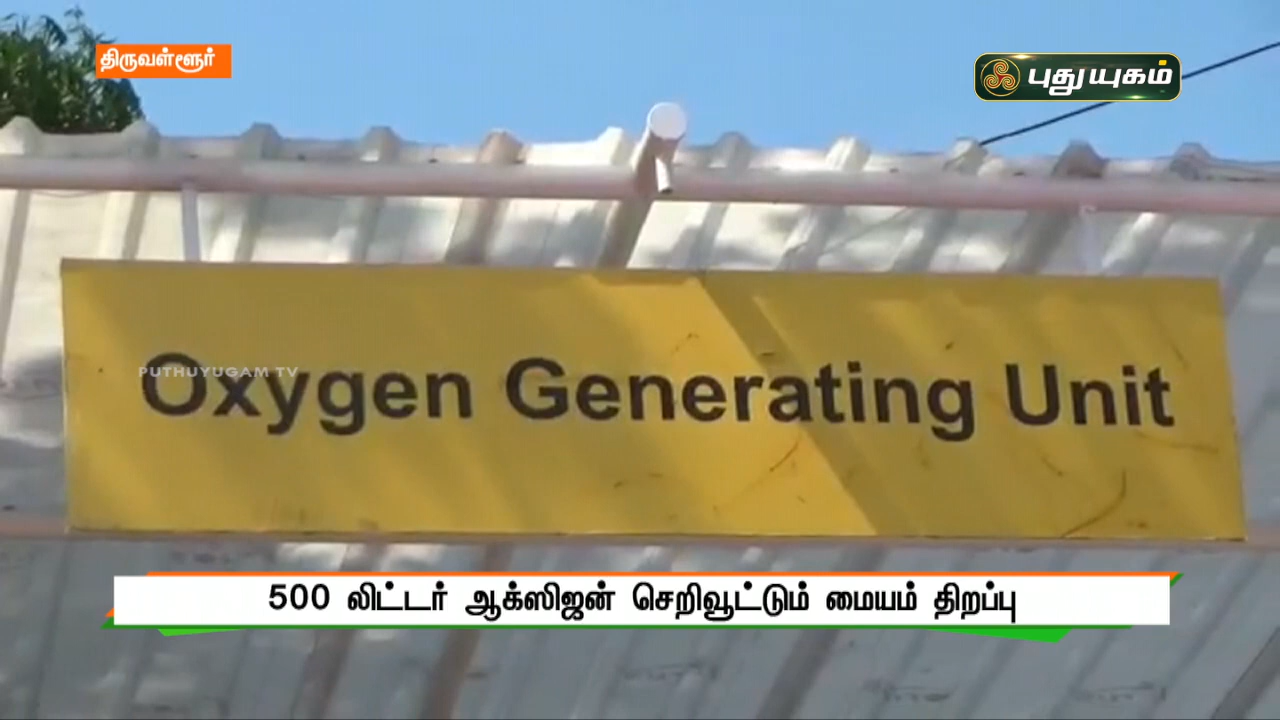 திருவள்ளூர்
புதுயுகம்
PUTHUYUGAM TV
Oxygen Generating Unit
500 லிட்டர் ஆக்ஸிஜன் செறிவூட்டும் மையம் திறப்பு